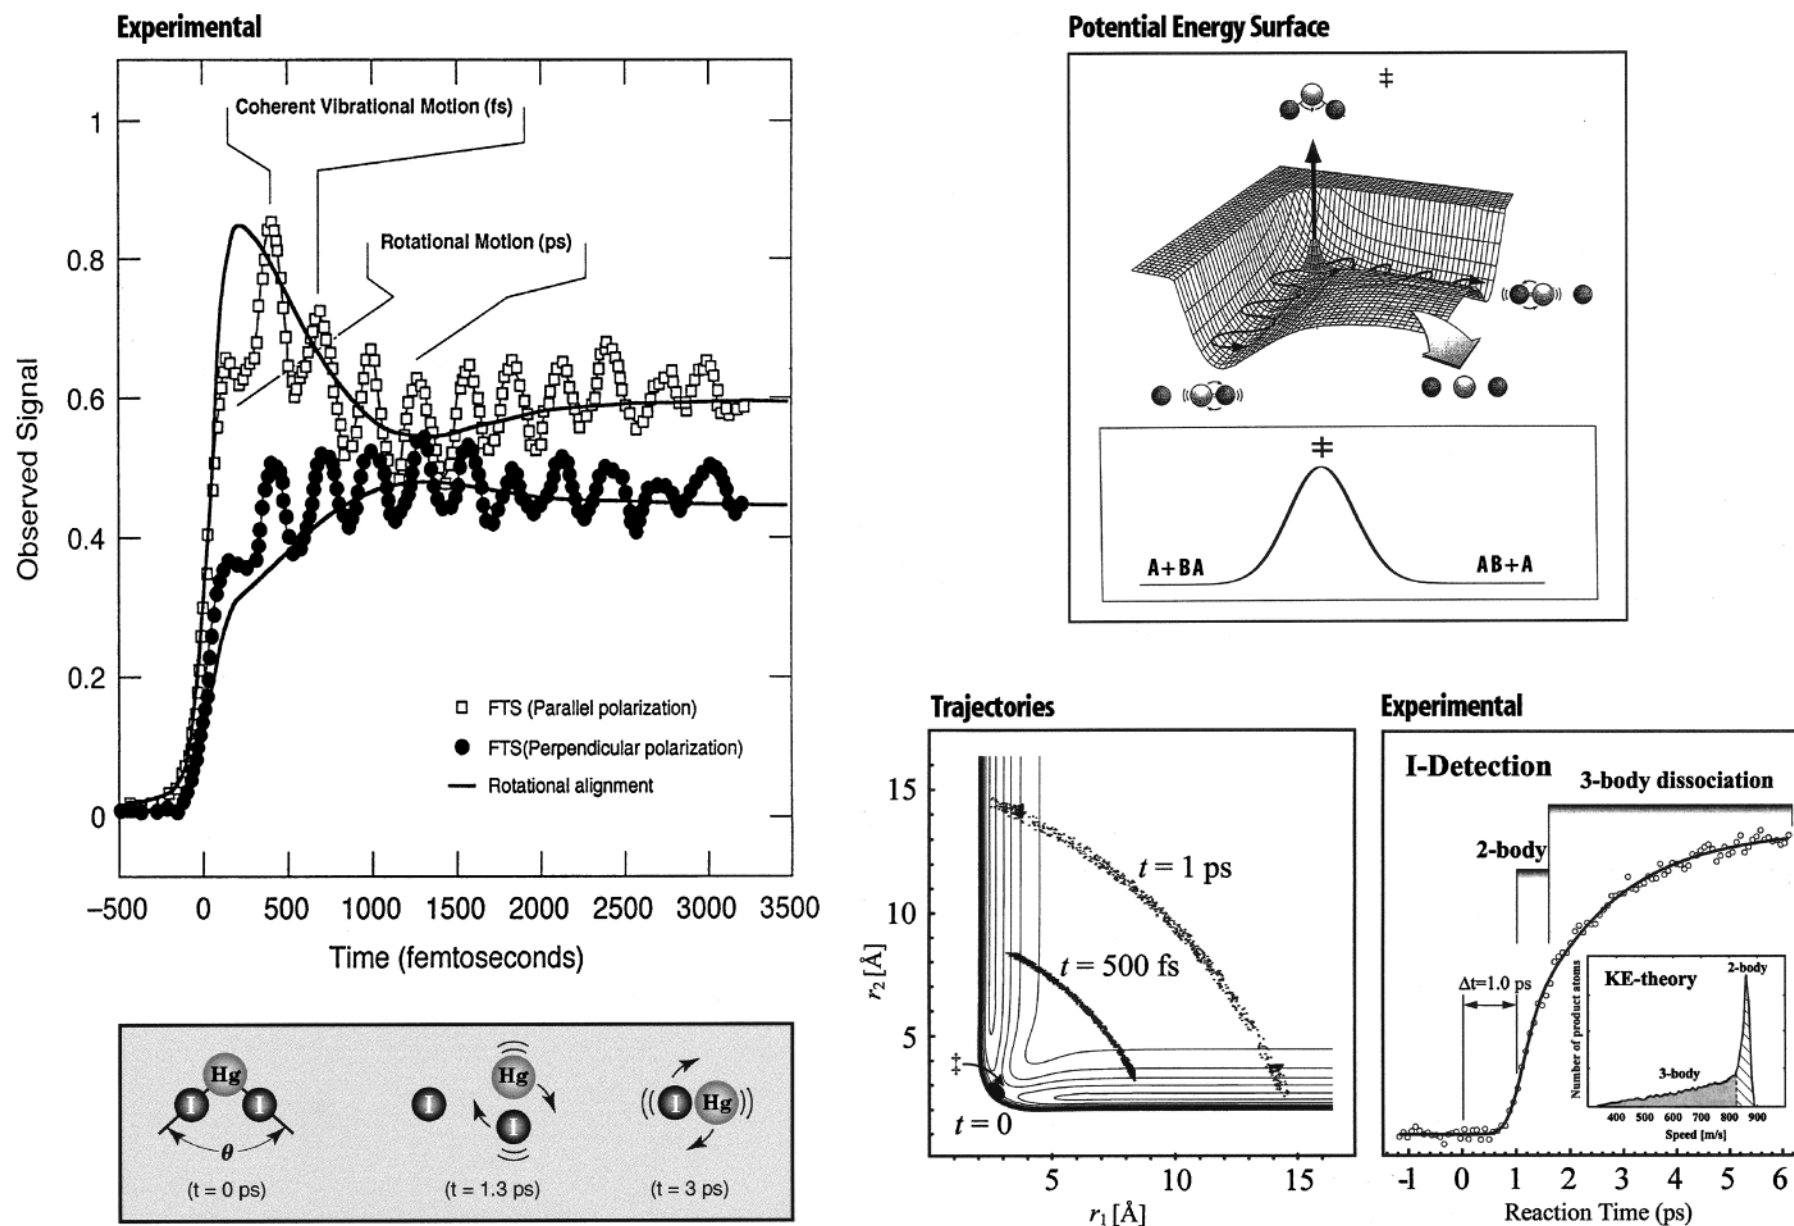 Experimental
Coherent Vibrational Motion (fs)
Rotational Motion (ps)
Observed Signal
1
0.8
0.6
0.4
0.2
0
FTS (Parallel polarization)
FTS(Perpendicular polarization)
Rotational alignment
–500 0 500 1000 1500 2000 2500 3000 3500
Time (femtoseconds)
Hg
I I
θ
(t = 0 ps)
I
Hg
I
(t = 1.3 ps)
I Hg
(t = 3 ps)
Potential Energy Surface
‡
‡
A+BA
AB+A
Trajectories
15
10
5
r2 [Å]
t = 1 ps
t = 500 fs
‡
t = 0
5 10 15
r1 [Å]
Experimental
I-Detection
3-body dissociation
2-body
Δt=1.0 ps
KE-theory
2-body
3-body
Number of product atoms
400 500 600 700 800 900
Speed [m/s]
-1 0 1 2 3 4 5 6
Reaction Time (ps)